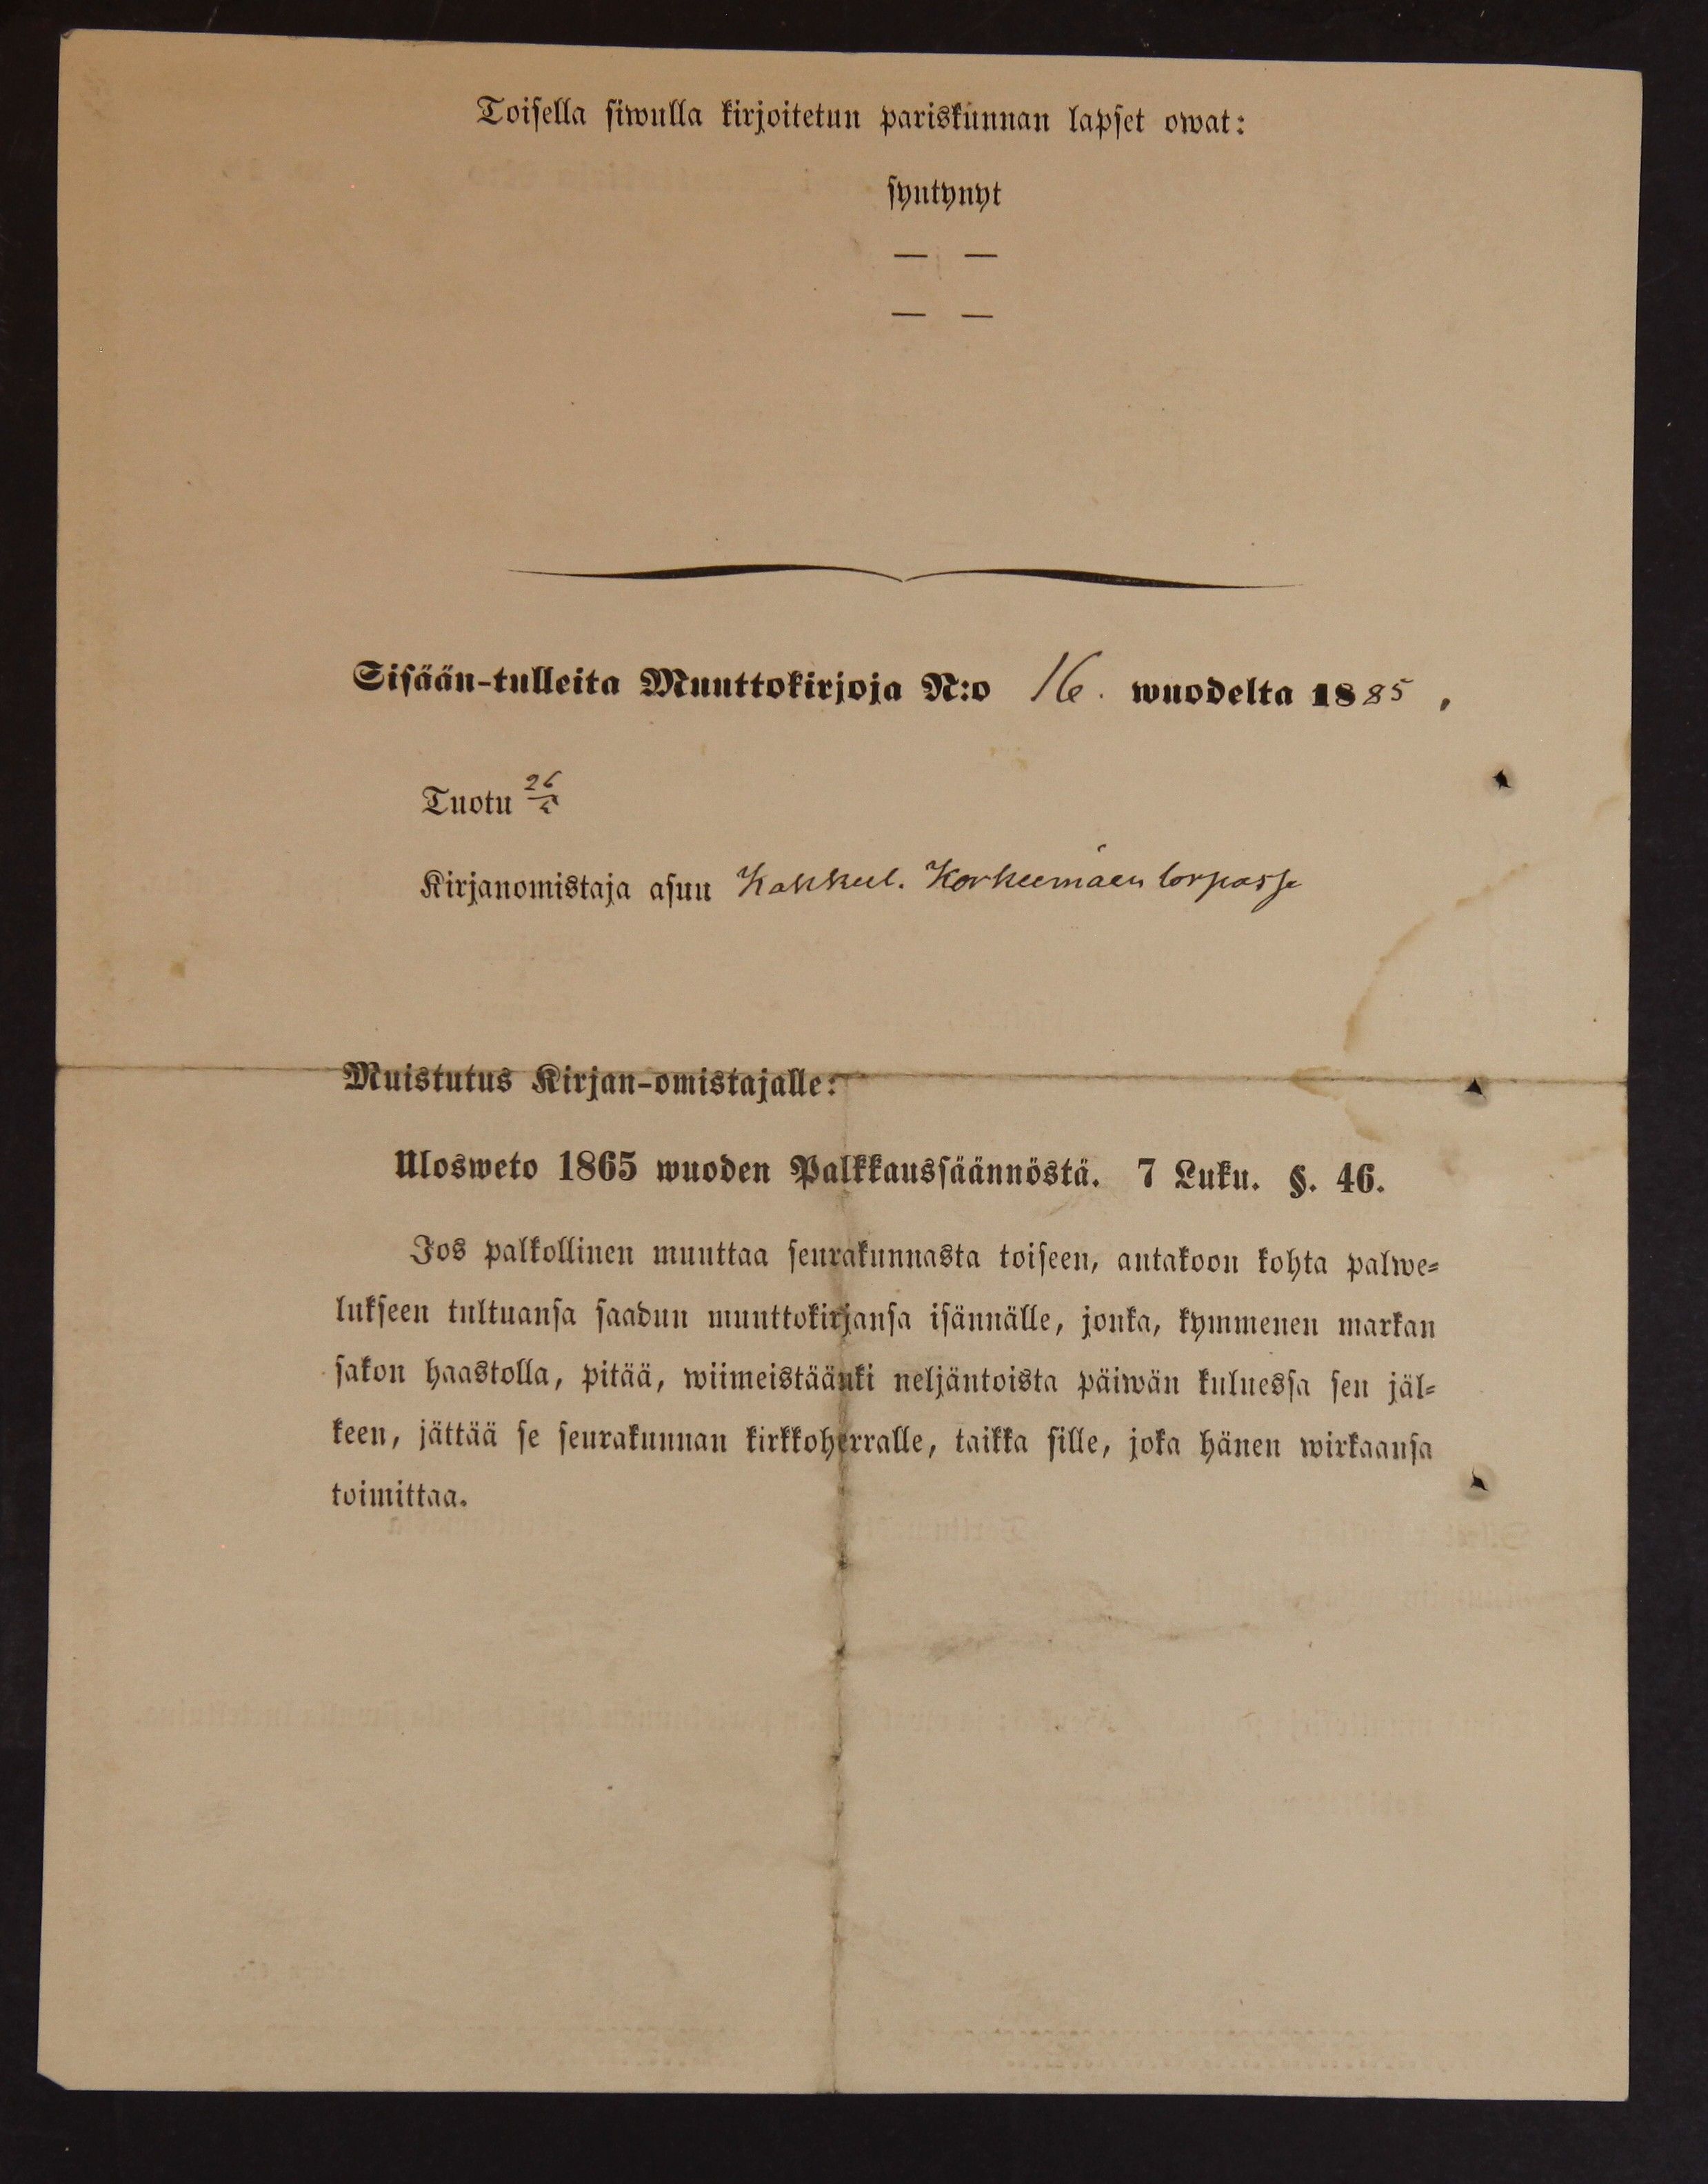 Toisella siwulla kirjoitetun pariskunnan lapset owat:
syntynyt
— —
— —
Sisään-tulleita Muuttokirjoja N:o 16. wuodelta 1885,
Tuotu 26/5
Kirjanomistaja asuu Kakkul. Korkeemäen torpassa
Muistutus Kirjan-omistajalle:
Ulosweto 1865 wuoden Palkkaussäännöstä. 7 Luku. §. 46.
Jos palkollinen muuttaa seurakunnasta toiseen, antakoon kohta palwe=
lukseen tultuansa saadun muuttokirjansa isännälle, jonka, kymmenen markan
sakon haastolla, pitää, wiimeistäänki neljäntoista päiwän kuluessa sen jäl=
keen, jättää se seurakunnan kirkkoherralle, taikka sille, joka hänen wirkaansa
toimittaa.